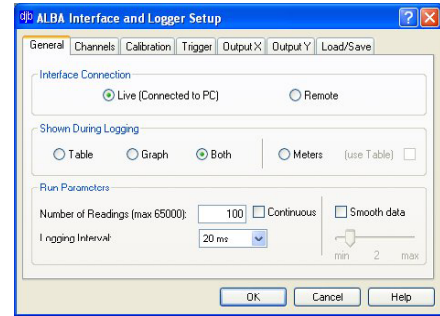 djb ALBA Interface and Logger Setup
General Channels Calibration Trigger Output X Output Y Load/Save
Interface Connection
Live (Connected to PC) Remote
Shown During Logging
Table Graph Both Meters (use Table)
Run Parameters
Number of Readings (max 65000): 100 Continuous Smooth data
Logging Interval: 20 ms
min 2 max
OK Cancel Help